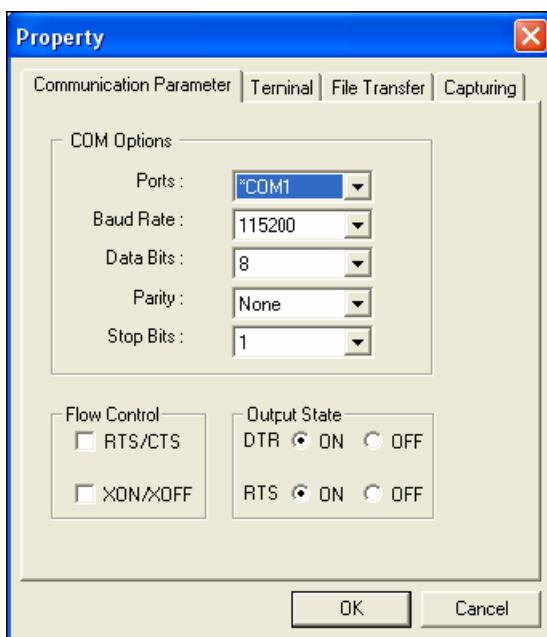 Property
Communication Parameter Terminal File Transfer Capturing
COM Options
Ports : *COM1
Baud Rate : 115200
Data Bits : 8
Parity : None
Stop Bits : 1
Flow Control
RTS/CTS
XON/XOFF
Output State
DTR ON OFF
RTS ON OFF
OK Cancel